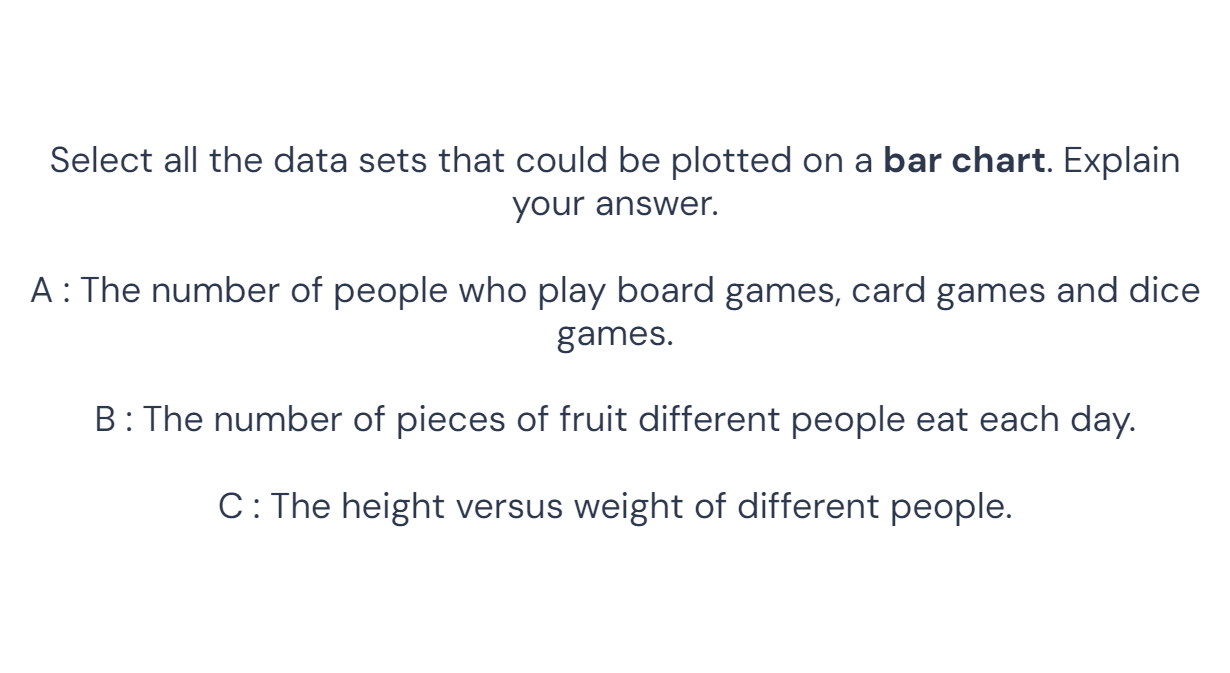 Select all the data sets that could be plotted on a bar chart. Explain
your answer.
A : The number of people who play board games, card games and dice
games.
B : The number of pieces of fruit different people eat each day.
C : The height versus weight of different people.